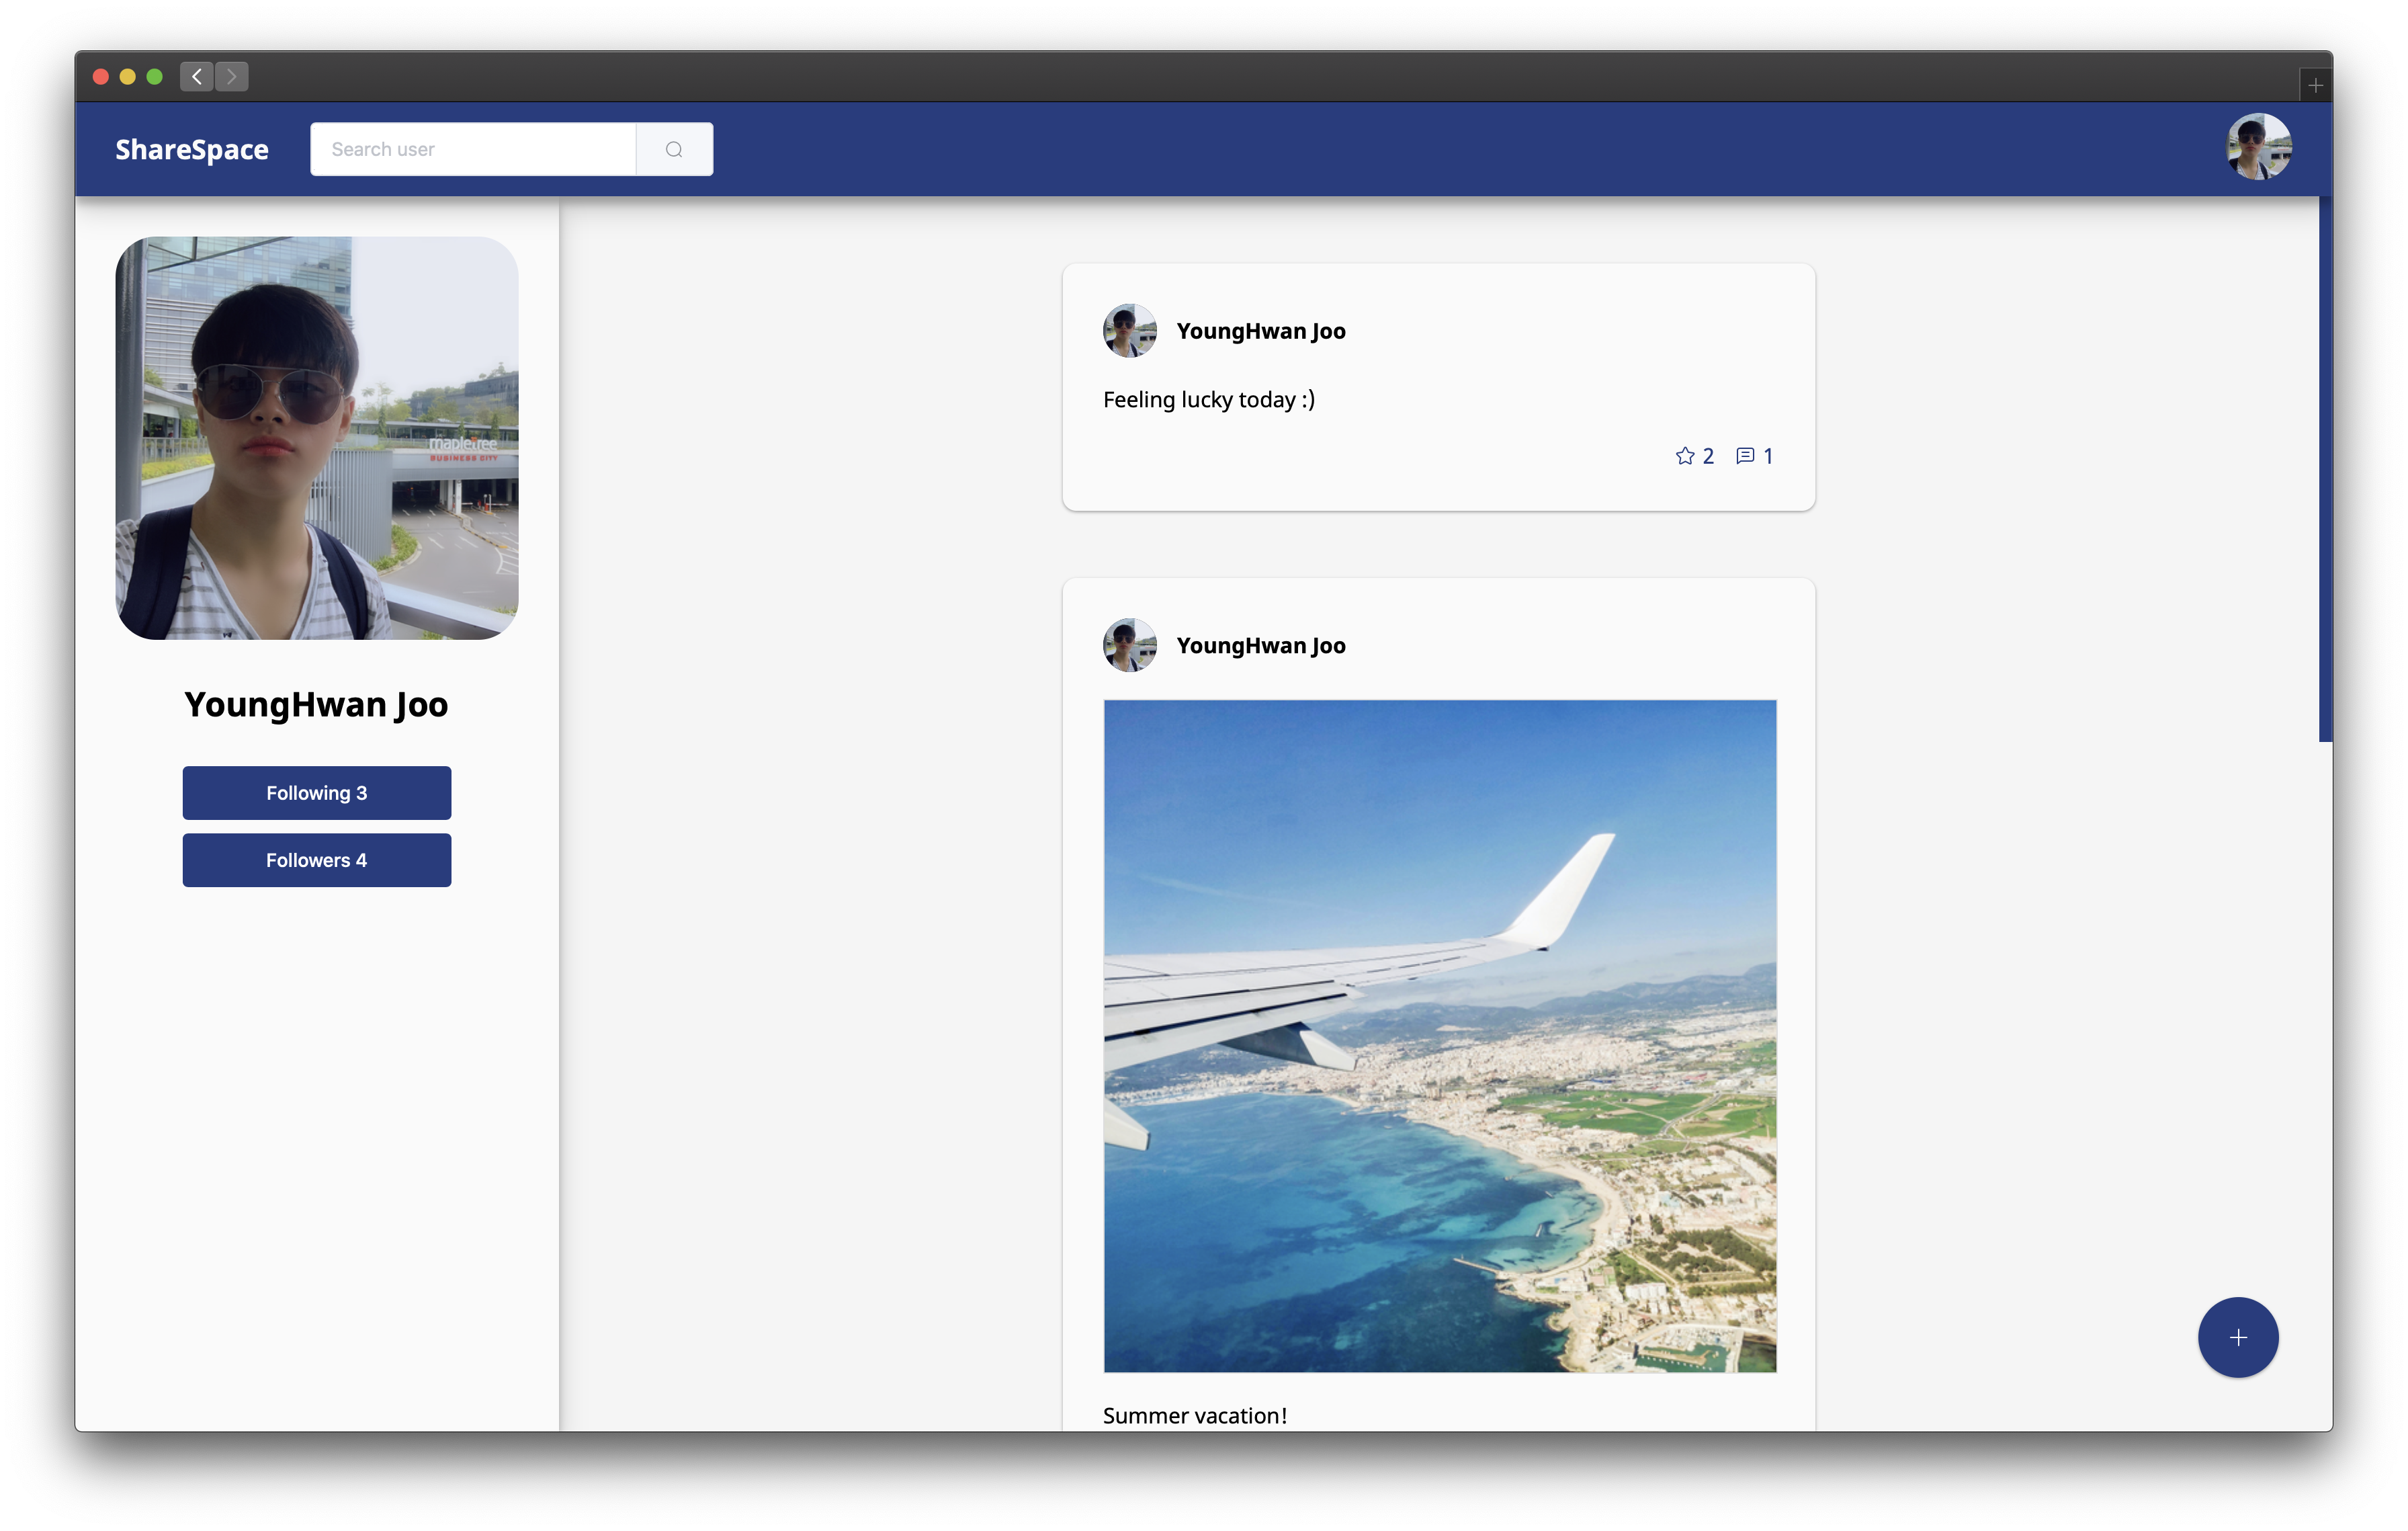 ShareSpace
Search user
mapletree
BUSINESS CITY
YoungHwan Joo
Following 3
Followers 4
YoungHwan Joo
Feeling lucky today :)
2 1
YoungHwan Joo
Summer vacation!